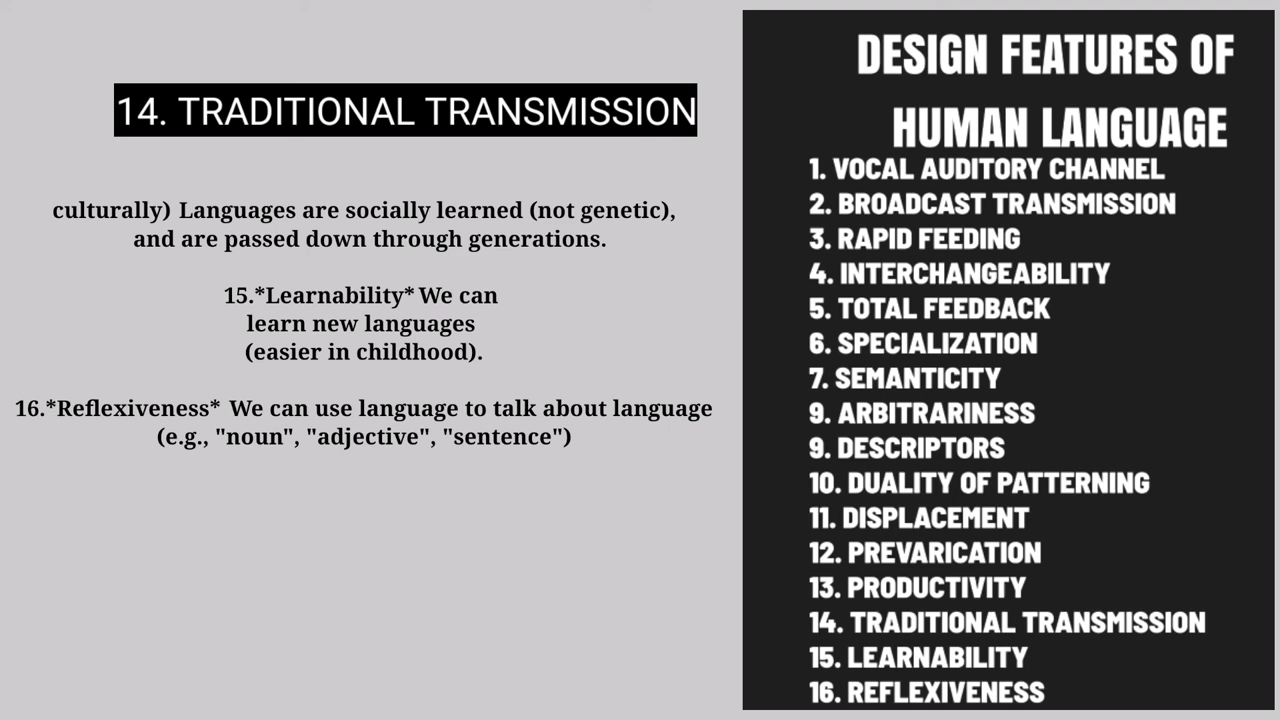 14. TRADITIONAL TRANSMISSION
culturally) Languages are socially learned (not genetic),
and are passed down through generations.
15.*Learnability* We can
learn new languages
(easier in childhood).
16.*Reflexiveness* We can use language to talk about language
(e.g., "noun", "adjective", "sentence")
DESIGN FEATURES OF
HUMAN LANGUAGE
1. VOCAL AUDITORY CHANNEL
2. BROADCAST TRANSMISSION
3. RAPID FEEDING
4. INTERCHANGEABILITY
5. TOTAL FEEDBACK
6. SPECIALIZATION
7. SEMANTICITY
9. ARBITRARINESS
9. DESCRIPTORS
10. DUALITY OF PATTERNING
11. DISPLACEMENT
12. PREVARICATION
13. PRODUCTIVITY
14. TRADITIONAL TRANSMISSION
15. LEARNABILITY
16. REFLEXIVENESS